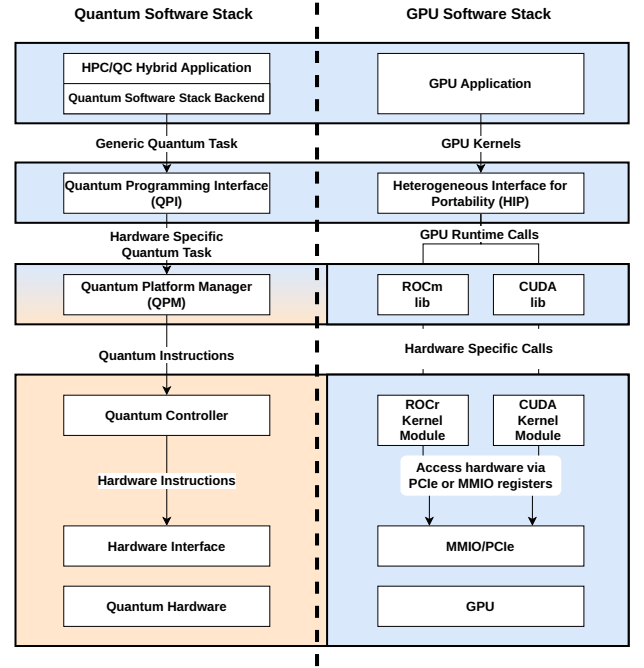 Quantum Software Stack
GPU Software Stack
HPC/QC Hybrid Application
Quantum Software Stack Backend
GPU Application
Generic Quantum Task
GPU Kernels
Quantum Programming Interface
(QPI)
Heterogeneous Interface for
Portability (HIP)
Hardware Specific
Quantum Task
GPU Runtime Calls
Quantum Platform Manager
(QPM)
ROCm
lib
CUDA
lib
Quantum Instructions
Hardware Specific Calls
Quantum Controller
ROCr
Kernel
Module
CUDA
Kernel
Module
Hardware Instructions
Access hardware via
PCIe or MMIO registers
Hardware Interface
MMIO/PCIe
Quantum Hardware
GPU